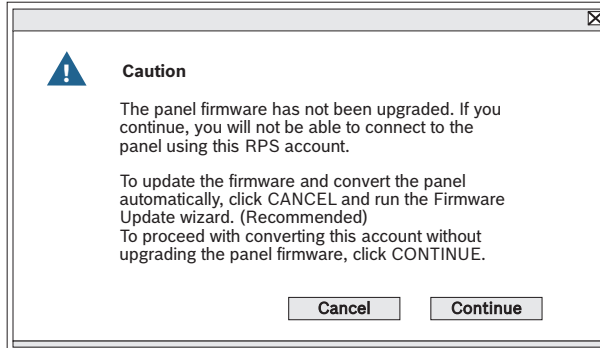 Caution
The panel firmware has not been upgraded. If you
continue, you will not be able to connect to the
panel using this RPS account.
To update the firmware and convert the panel
automatically, click CANCEL and run the Firmware
Update wizard. (Recommended)
To proceed with converting this account without
upgrading the panel firmware, click CONTINUE.
Cancel Continue